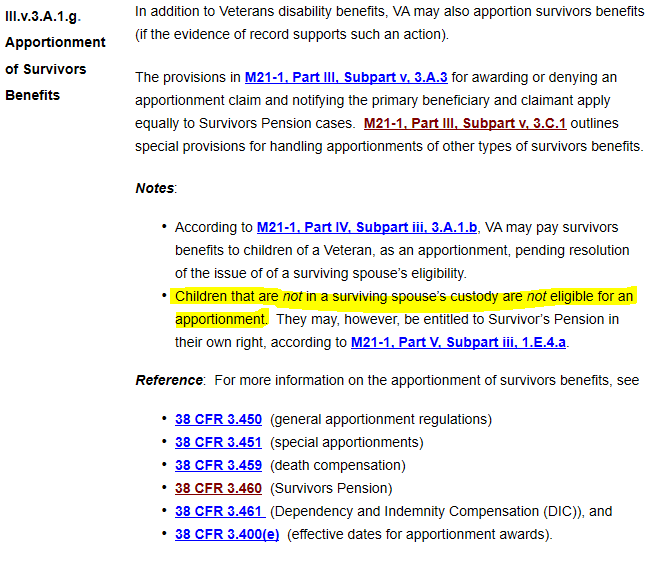 III.v.3.A.1.g.
Apportionment
of Survivors
Benefits
In addition to Veterans disability benefits, VA may also apportion survivors benefits
(if the evidence of record supports such an action).
The provisions in M21-1, Part III, Subpart v, 3.A.3 for awarding or denying an
apportionment claim and notifying the primary beneficiary and claimant apply
equally to Survivors Pension cases.  M21-1, Part III, Subpart v, 3.C.1 outlines
special provisions for handling apportionments of other types of survivors benefits.
Notes:
• According to M21-1, Part IV, Subpart iii, 3.A.1.b, VA may pay survivors
benefits to children of a Veteran, as an apportionment, pending resolution
of the issue of of a surviving spouse's eligibility.
• Children that are not in a surviving spouse's custody are not eligible for an
apportionment.  They may, however, be entitled to Survivor's Pension in
their own right, according to M21-1, Part V, Subpart iii, 1.E.4.a.
Reference:  For more information on the apportionment of survivors benefits, see
• 38 CFR 3.450  (general apportionment regulations)
• 38 CFR 3.451  (special apportionments)
• 38 CFR 3.459  (death compensation)
• 38 CFR 3.460  (Survivors Pension)
• 38 CFR 3.461  (Dependency and Indemnity Compensation (DIC)), and
• 38 CFR 3.400(e)  (effective dates for apportionment awards).